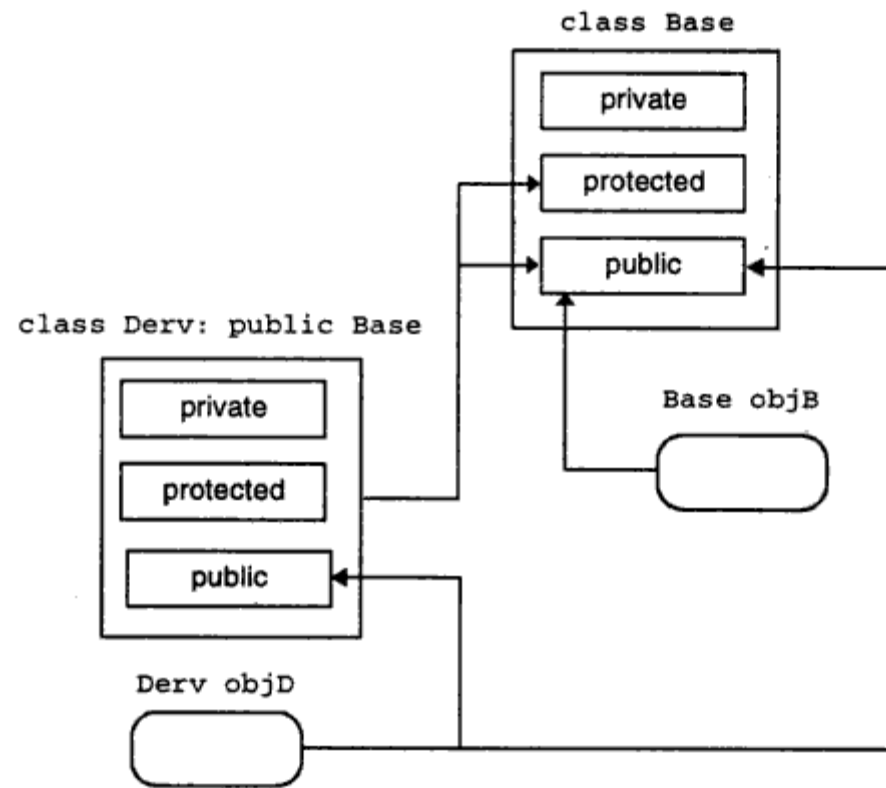 class Base
private
protected
public
class Derv: public Base
private
protected
public
Base objB
Derv objD